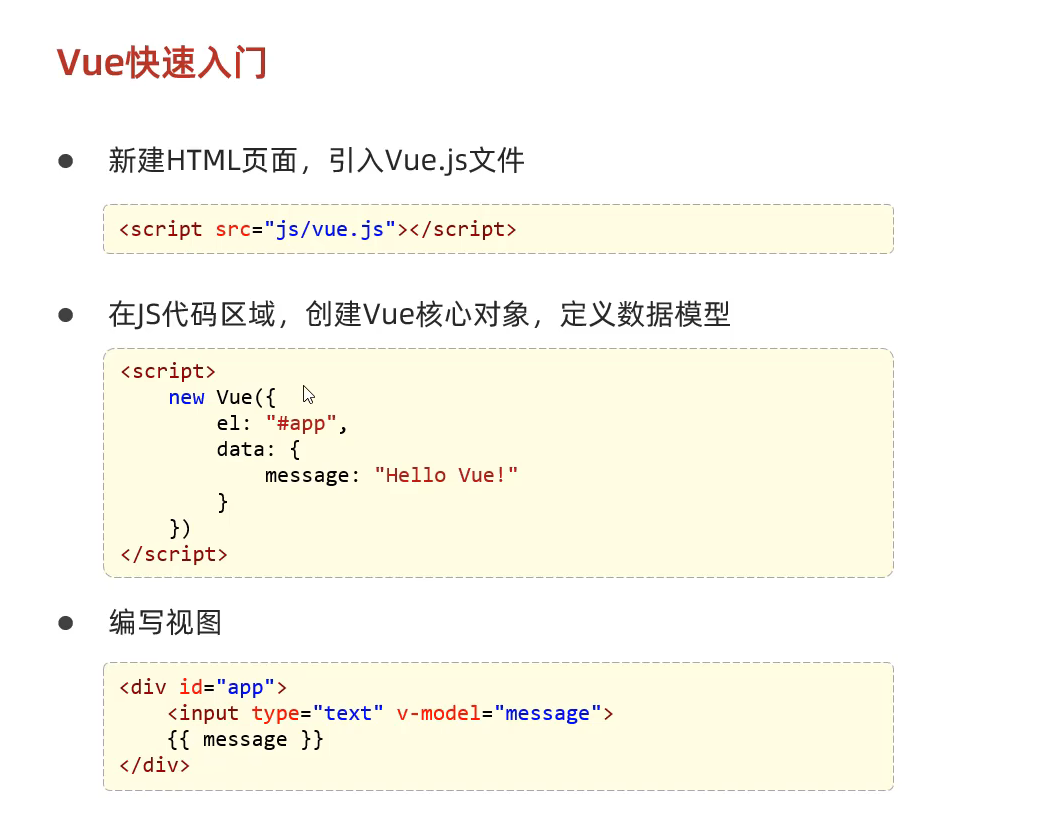 Vue快速入门
新建HTML页面，引入Vue.js文件
<script src="js/vue.js"></script>
在JS代码区域，创建Vue核心对象，定义数据模型
<script>
    new Vue({
        el: "#app",
        data: {
            message: "Hello Vue!"
        }
    })
</script>
编写视图
<div id="app">
    <input type="text" v-model="message">
    {{ message }}
</div>